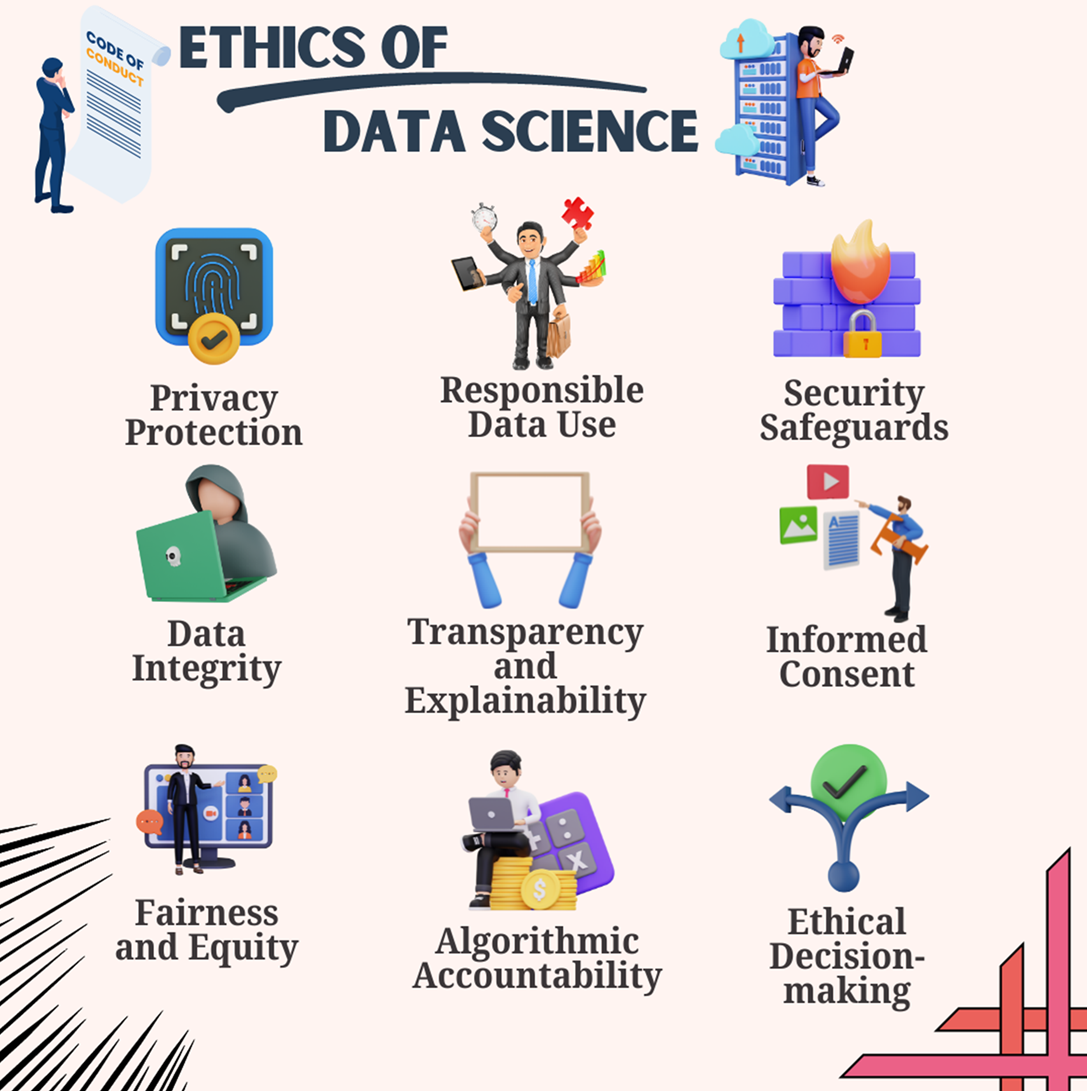 CODE OF
CONDUCT
ETHICS OF
DATA SCIENCE
Privacy
Protection
Responsible
Data Use
Security
Safeguards
Data
Integrity
Transparency
and
Explainability
A
Informed
Consent
Fairness
and Equity
$
Algorithmic
Accountability
Ethical
Decision-
making